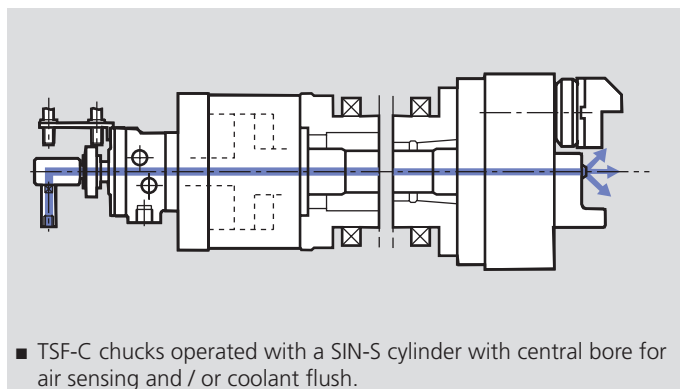 ■ TSF-C chucks operated with a SIN-S cylinder with central bore for
air sensing and / or coolant flush.